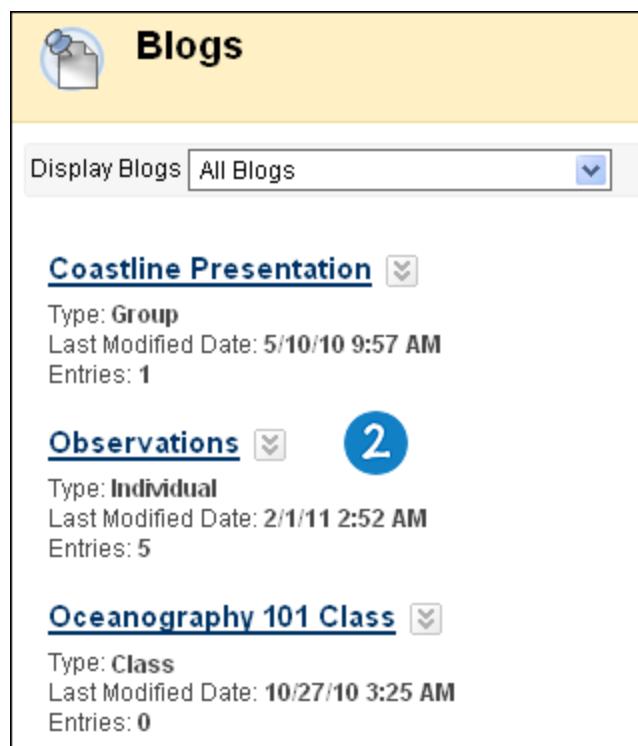 Blogs
Display Blogs All Blogs
Coastline Presentation
Type: Group
Last Modified Date: 5/10/10 9:57 AM
Entries: 1
Observations 2
Type: Individual
Last Modified Date: 2/1/11 2:52 AM
Entries: 5
Oceanography 101 Class
Type: Class
Last Modified Date: 10/27/10 3:25 AM
Entries: 0